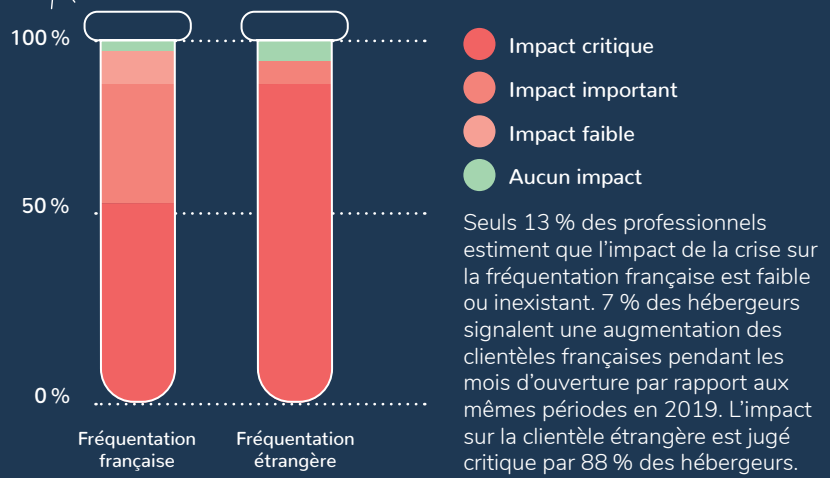 100 %
50 %
0 %
Fréquentation
française
Fréquentation
étrangère
Impact critique
Impact important
Impact faible
Aucun impact
Seuls 13 % des professionnels
estiment que l'impact de la crise sur
la fréquentation française est faible
ou inexistant. 7 % des hébergeurs
signalent une augmentation des
clientèles françaises pendant les
mois d'ouverture par rapport aux
mêmes périodes en 2019. L'impact
sur la clientèle étrangère est jugé
critique par 88 % des hébergeurs.